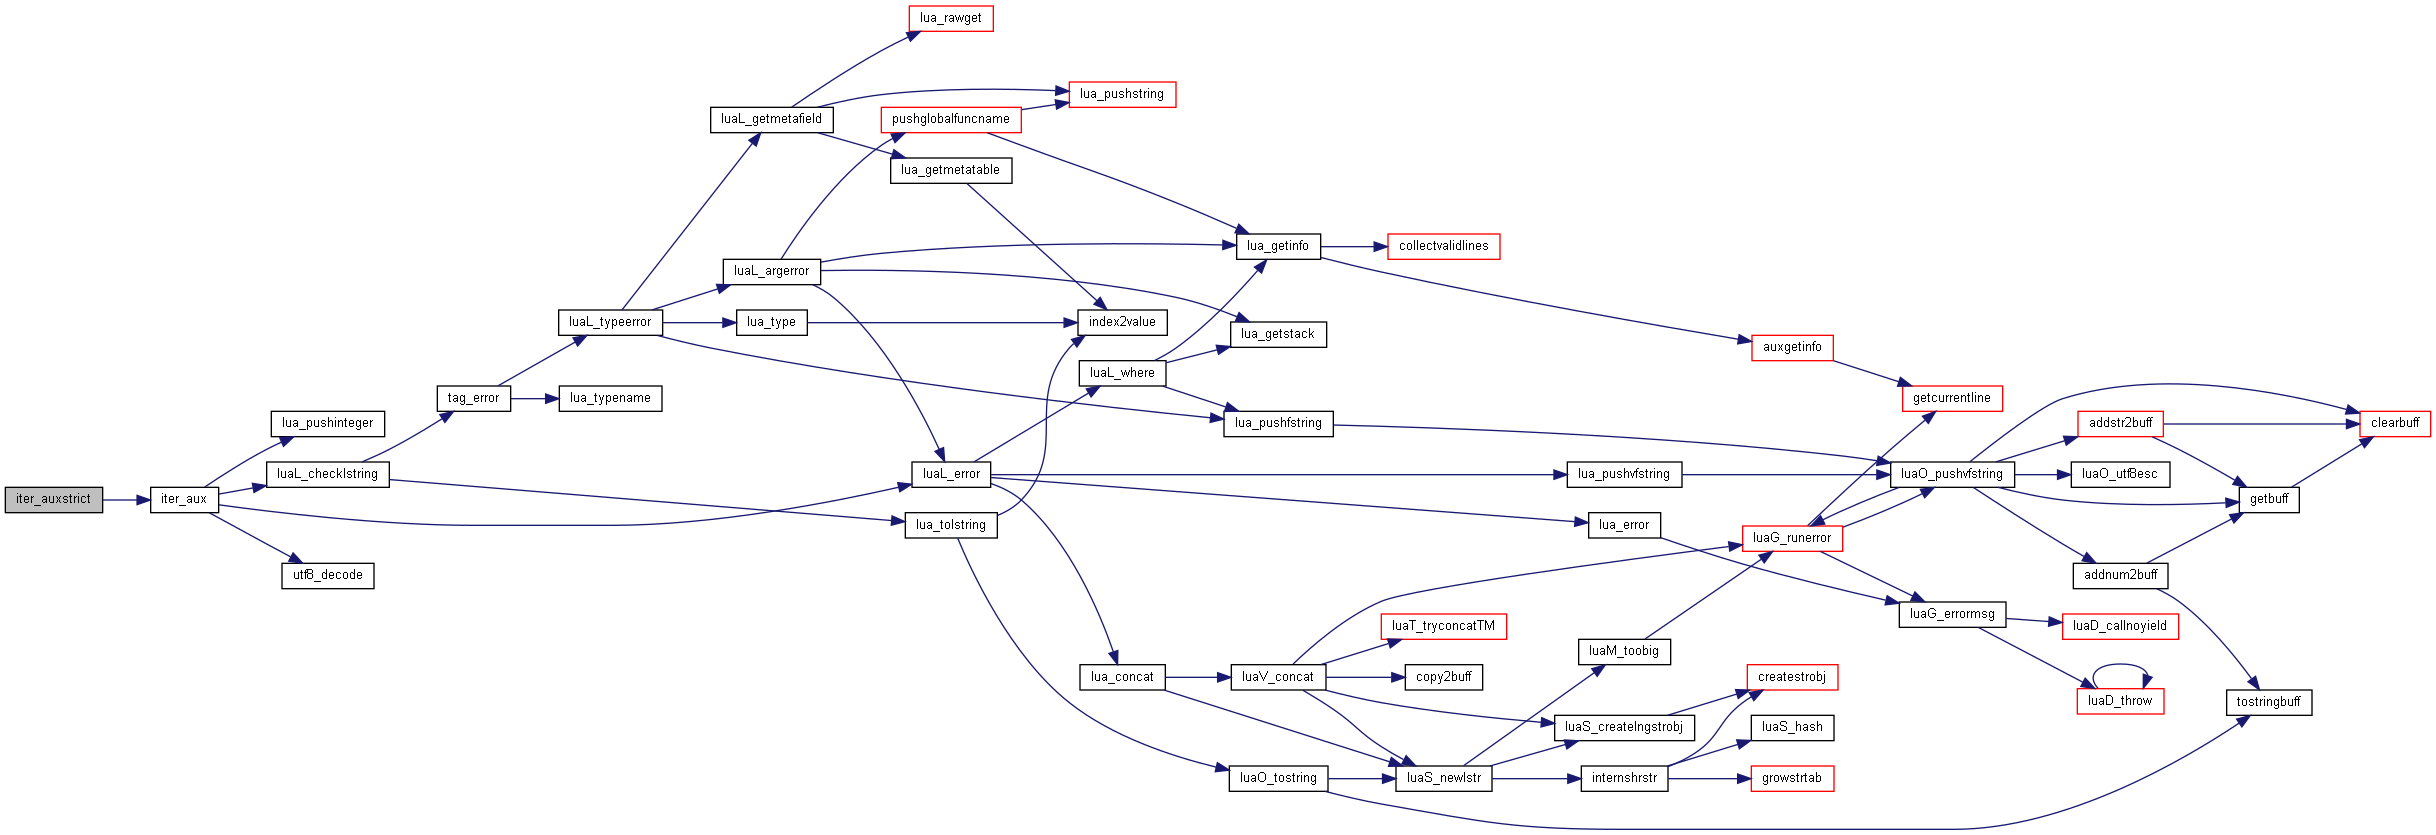 iter_auxstrict
iter_aux
lua_pushinteger
luaL_checklstring
utf8_decode
tag_error
luaL_typeerror
lua_typename
luaL_getmetafield
luaL_argerror
lua_type
lua_rawget
pushglobalfuncname
lua_getmetatable
luaL_error
lua_tolstring
lua_pushstring
index2value
luaL_where
lua_concat
lua_getinfo
lua_getstack
lua_pushfstring
luaV_concat
luaO_tostring
collectvalidlines
luaT_tryconcatTM
copy2buff
luaS_newlstr
lua_pushvfstring
lua_error
luaM_toobig
luaS_createlngstrobj
internshrstr
auxgetinfo
luaG_runerror
createstrobj
luaS_hash
growstrtab
getcurrentline
luaO_pushvfstring
luaG_errormsg
addstr2buff
luaO_utf8esc
addnum2buff
luaD_callnoyield
luaD_throw
getbuff
tostringbuff
clearbuff